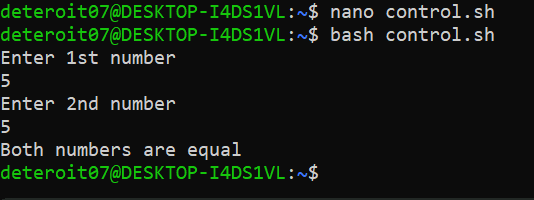 deteroit07@DESKTOP-I4DS1VL:~$ nano control.sh
deteroit07@DESKTOP-I4DS1VL:~$ bash control.sh
Enter 1st number
5
Enter 2nd number
5
Both numbers are equal
deteroit07@DESKTOP-I4DS1VL:~$